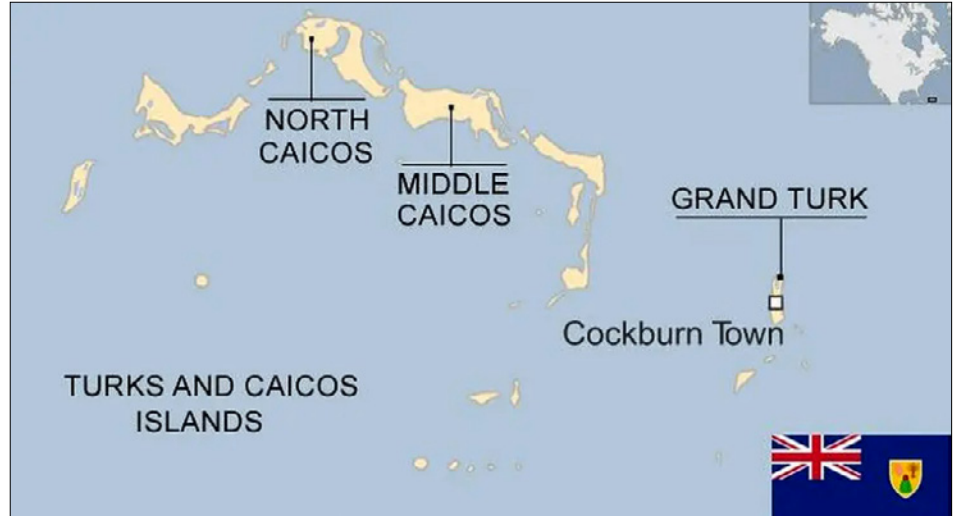 NORTH
CAICOS
MIDDLE
CAICOS
GRAND TURK
Cockburn Town
TURKS AND CAICOS
ISLANDS